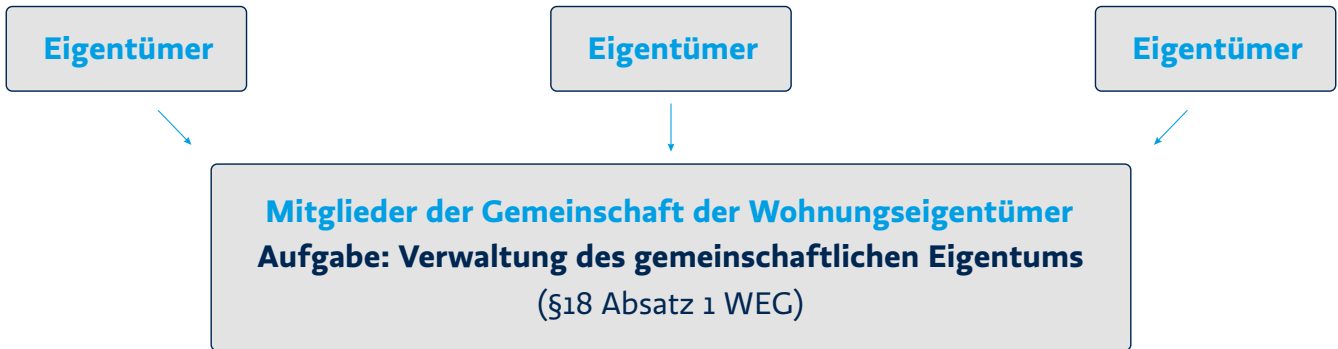 Eigentümer
Eigentümer
Eigentümer
Mitglieder der Gemeinschaft der Wohnungseigentümer
Aufgabe: Verwaltung des gemeinschaftlichen Eigentums
(§18 Absatz 1 WEG)